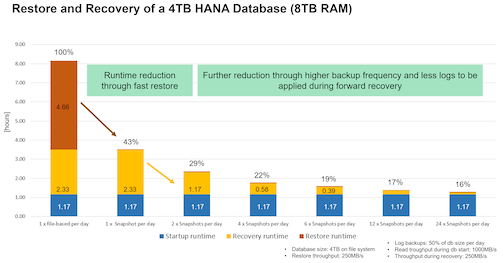 Restore and Recovery of a 4TB HANA Database (8TB RAM)
9.00
8.00
7.00
6.00
5.00
4.00
3.00
2.00
1.00
0.00
[hours]
100%
43%
29%
22%
19%
17%
16%
Runtime reduction
through fast restore
Further reduction through higher backup frequency and less logs to be
applied during forward recovery
4.66
2.33
2.33
1.17
0.58
0.39
1.17
1.17
1.17
1.17
1.17
1.17
1.17
1 x File-based per day
1 x Snapshot per day
2 x Snapshots per day
4 x Snapshots per day
6 x Snapshots per day
12 x Snapshots per day
24 x Snapshots per day
Startup runtime
Recovery runtime
Restore runtime
• Database size: 4TB on file system
• Restore throughput: 250MB/s
• Log backups: 50% of db size per day
• Read troughput during db start: 1000MB/s
• Throughput during recovery: 250MB/s